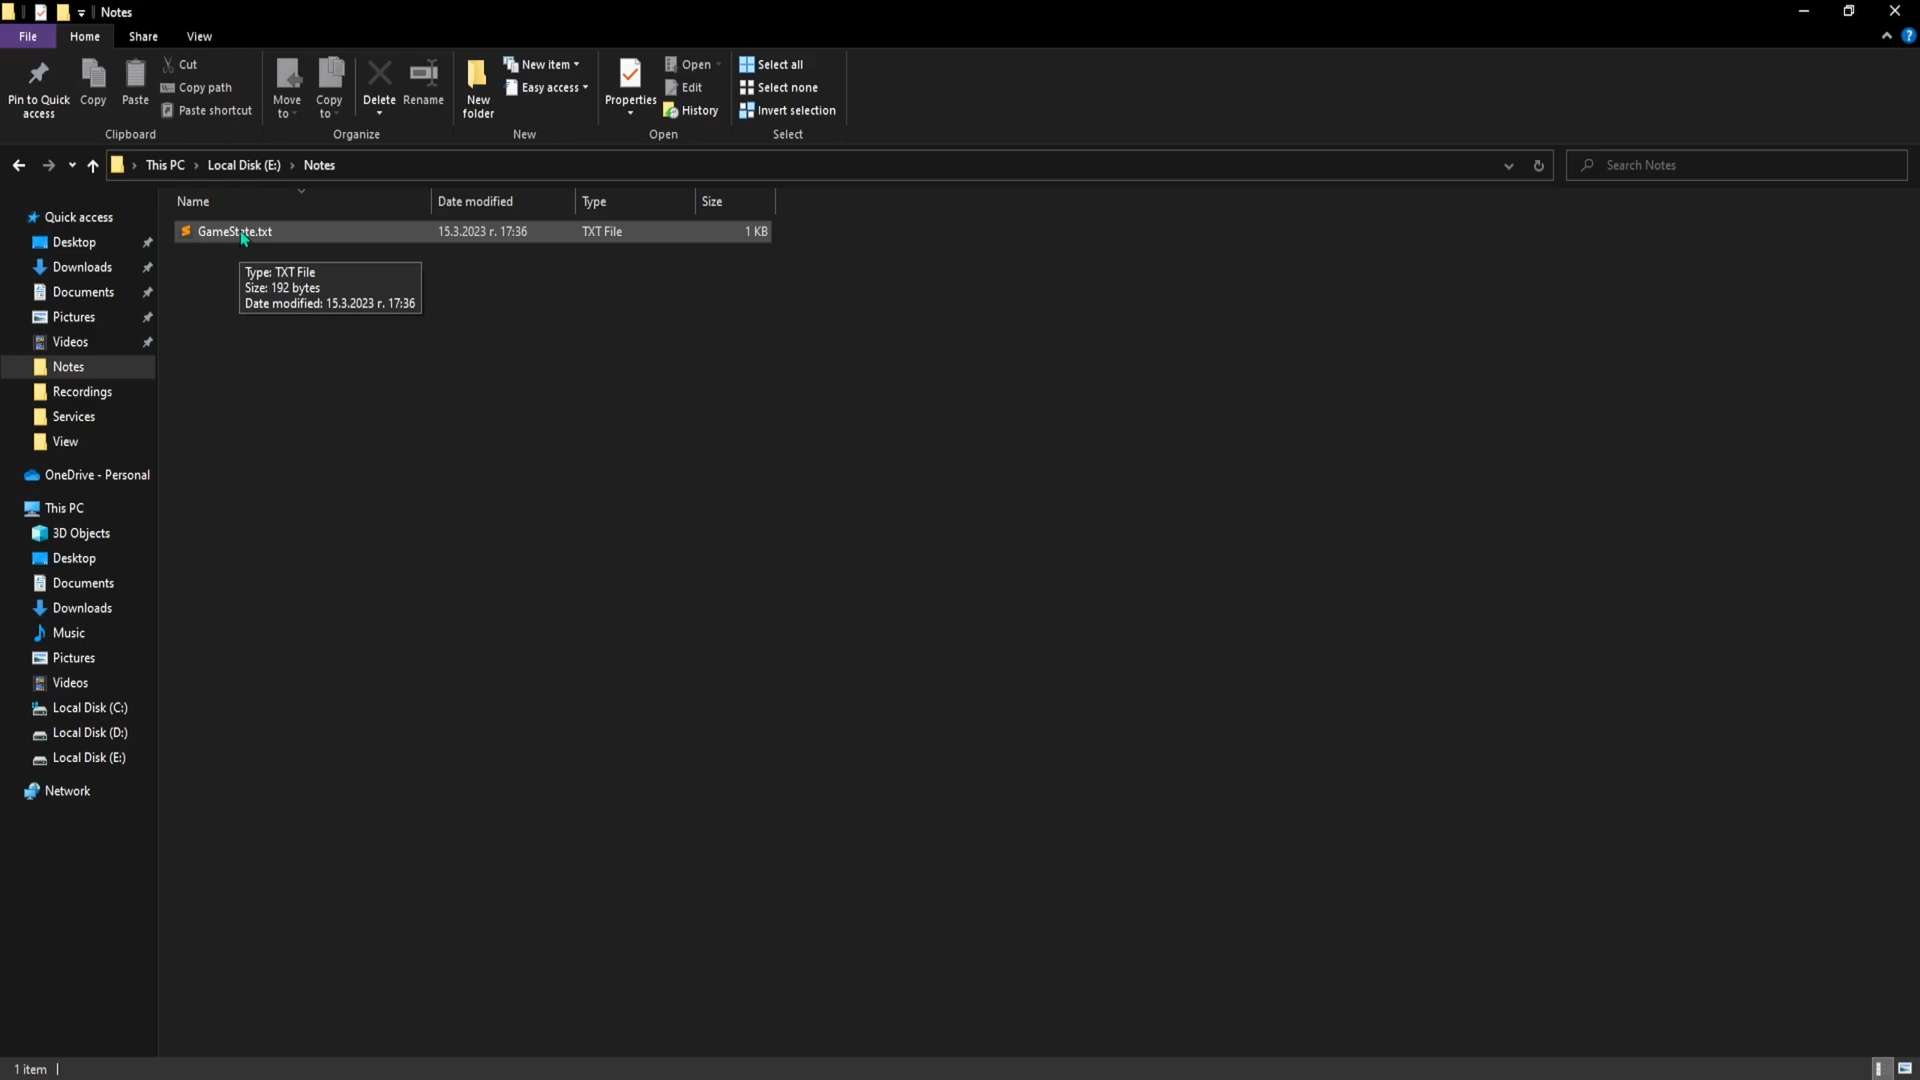 Notes
File Home Share View
Pin to Quick access
Copy
Paste
Cut
Copy path
Paste shortcut
Clipboard
Move to
Copy to
Delete
Rename
Organize
New folder
New item
Easy access
New
Properties
Open
Edit
History
Open
Select all
Select none
Invert selection
Select
This PC › Local Disk (E:) › Notes
Search Notes
Name Date modified Type Size
GameState.txt 15.3.2023 г. 17:36 TXT File 1 KB
Type: TXT File
Size: 192 bytes
Date modified: 15.3.2023 г. 17:36
Quick access
Desktop
Downloads
Documents
Pictures
Videos
Notes
Recordings
Services
View
OneDrive - Personal
This PC
3D Objects
Desktop
Documents
Downloads
Music
Pictures
Videos
Local Disk (C:)
Local Disk (D:)
Local Disk (E:)
Network
1 item